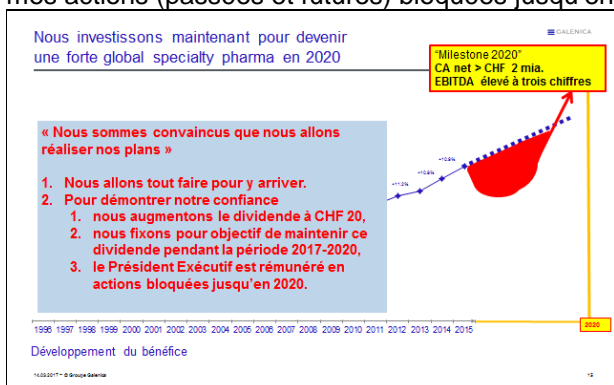 mes actions (passées et futures) bloquées jusqu'en
Nous investissons maintenant pour devenir
une forte global specialty pharma en 2020
GALENICA
“Milestone 2020”
CA net > CHF 2 mia.
EBITDA élevé à trois chiffres
« Nous sommes convaincus que nous allons
réaliser nos plans »
1. Nous allons tout faire pour y arriver.
2. Pour démontrer notre confiance
1. nous augmentons le dividende à CHF 20,
2. nous fixons pour objectif de maintenir ce
dividende pendant la période 2017-2020,
3. le Président Exécutif est rémunéré en
actions bloquées jusqu'en 2020.
1996 1997 1998 1999 2000 2001 2002 2003 2004 2005 2006 2007 2008 2009 2010 2011 2012 2013 2014 2015
2020
Développement du bénéfice
14.03.2017 – © Groupe Galenica